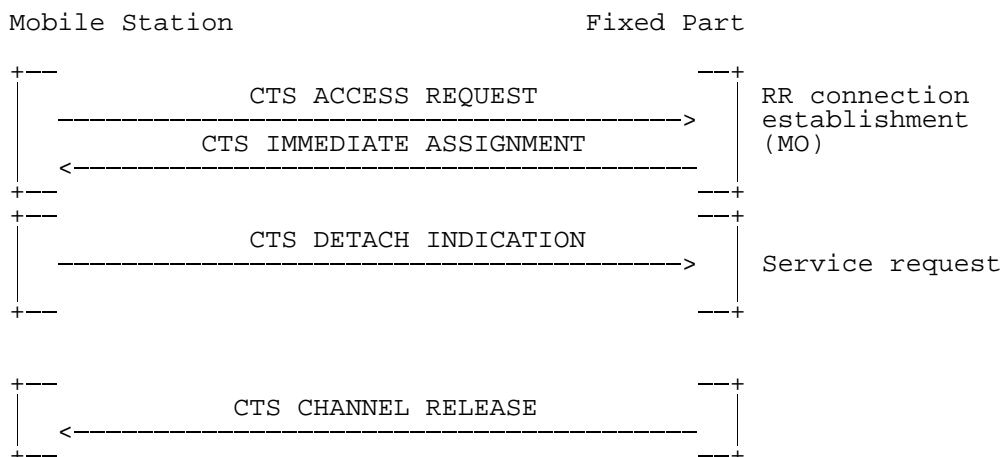 Mobile Station Fixed Part
CTS ACCESS REQUEST
RR connection
establishment
(MO)
CTS IMMEDIATE ASSIGNMENT
CTS DETACH INDICATION
Service request
CTS CHANNEL RELEASE